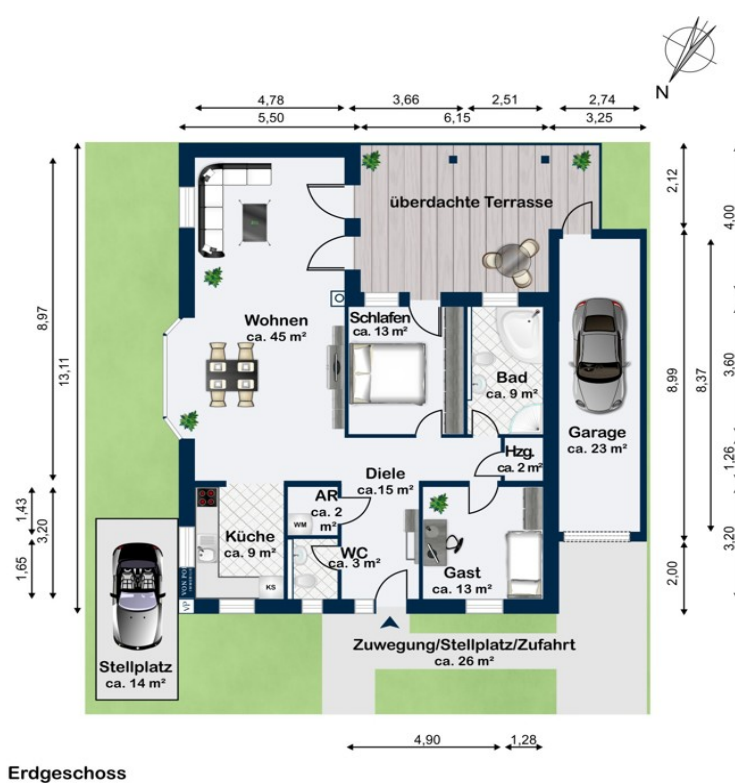 4,78
3,66
2,51
2,74
5,50
6,15
3,25
N
2,12
4,00
überdachte Terrasse
8,97
13,11
Wohnen
ca. 45 m²
Schlafen
ca. 13 m²
Bad
ca. 9 m²
8,99
8,37
3,60
Garage
ca. 23 m²
Hzg.
ca. 2 m²
1,26
Diele
ca.15 m²
1,43
3,20
AR
ca. 2
m²
WM
Küche
ca. 9 m²
WC
ca. 3 m²
Gast
ca. 13 m²
3,20
1,65
KS
2,00
VP
VON PO
Zuwegung/Stellplatz/Zufahrt
ca. 26 m²
Stellplatz
ca. 14 m²
4,90
1,28
Erdgeschoss